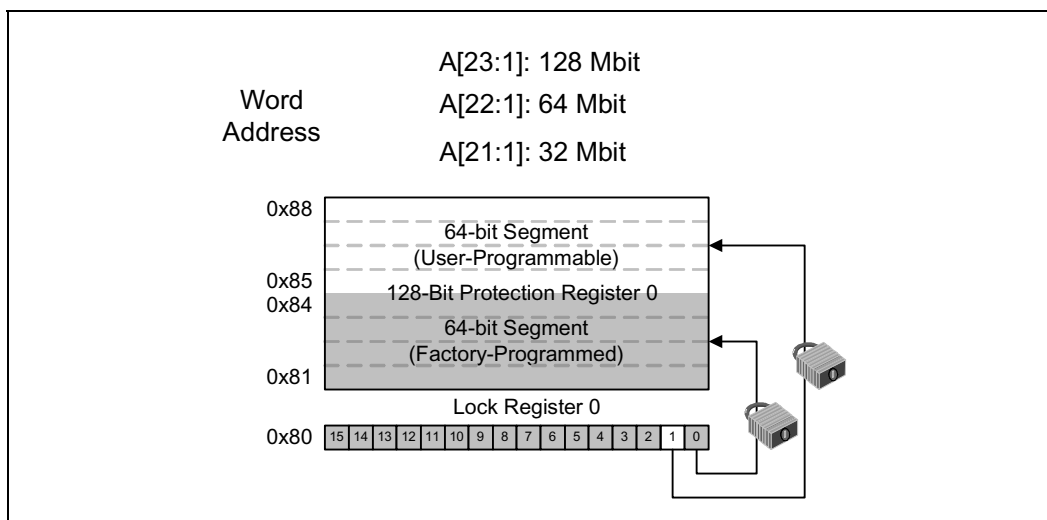 A[23:1]: 128 Mbit
Word
Address
A[22:1]: 64 Mbit
A[21:1]: 32 Mbit
0x88
64-bit Segment
(User-Programmable)
0x85
128-Bit Protection Register 0
0x84
64-bit Segment
(Factory-Programmed)
0x81
Lock Register 0
0x80 15 14 13 12 11 10 9 8 7 6 5 4 3 2 1 0